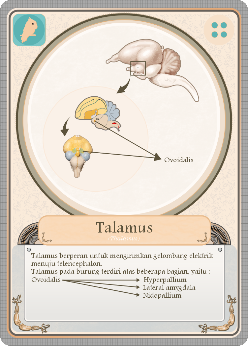 Ovoidalis
Talamus
Talamus berperan untuk mengirimkan gelombang elektrik
menuju telencephalon.
Talamus pada burung terdiri atas beberapa bagian, yaitu :
Ovoidalis Hyperpallium
Lateral amygdala
Nidopallium